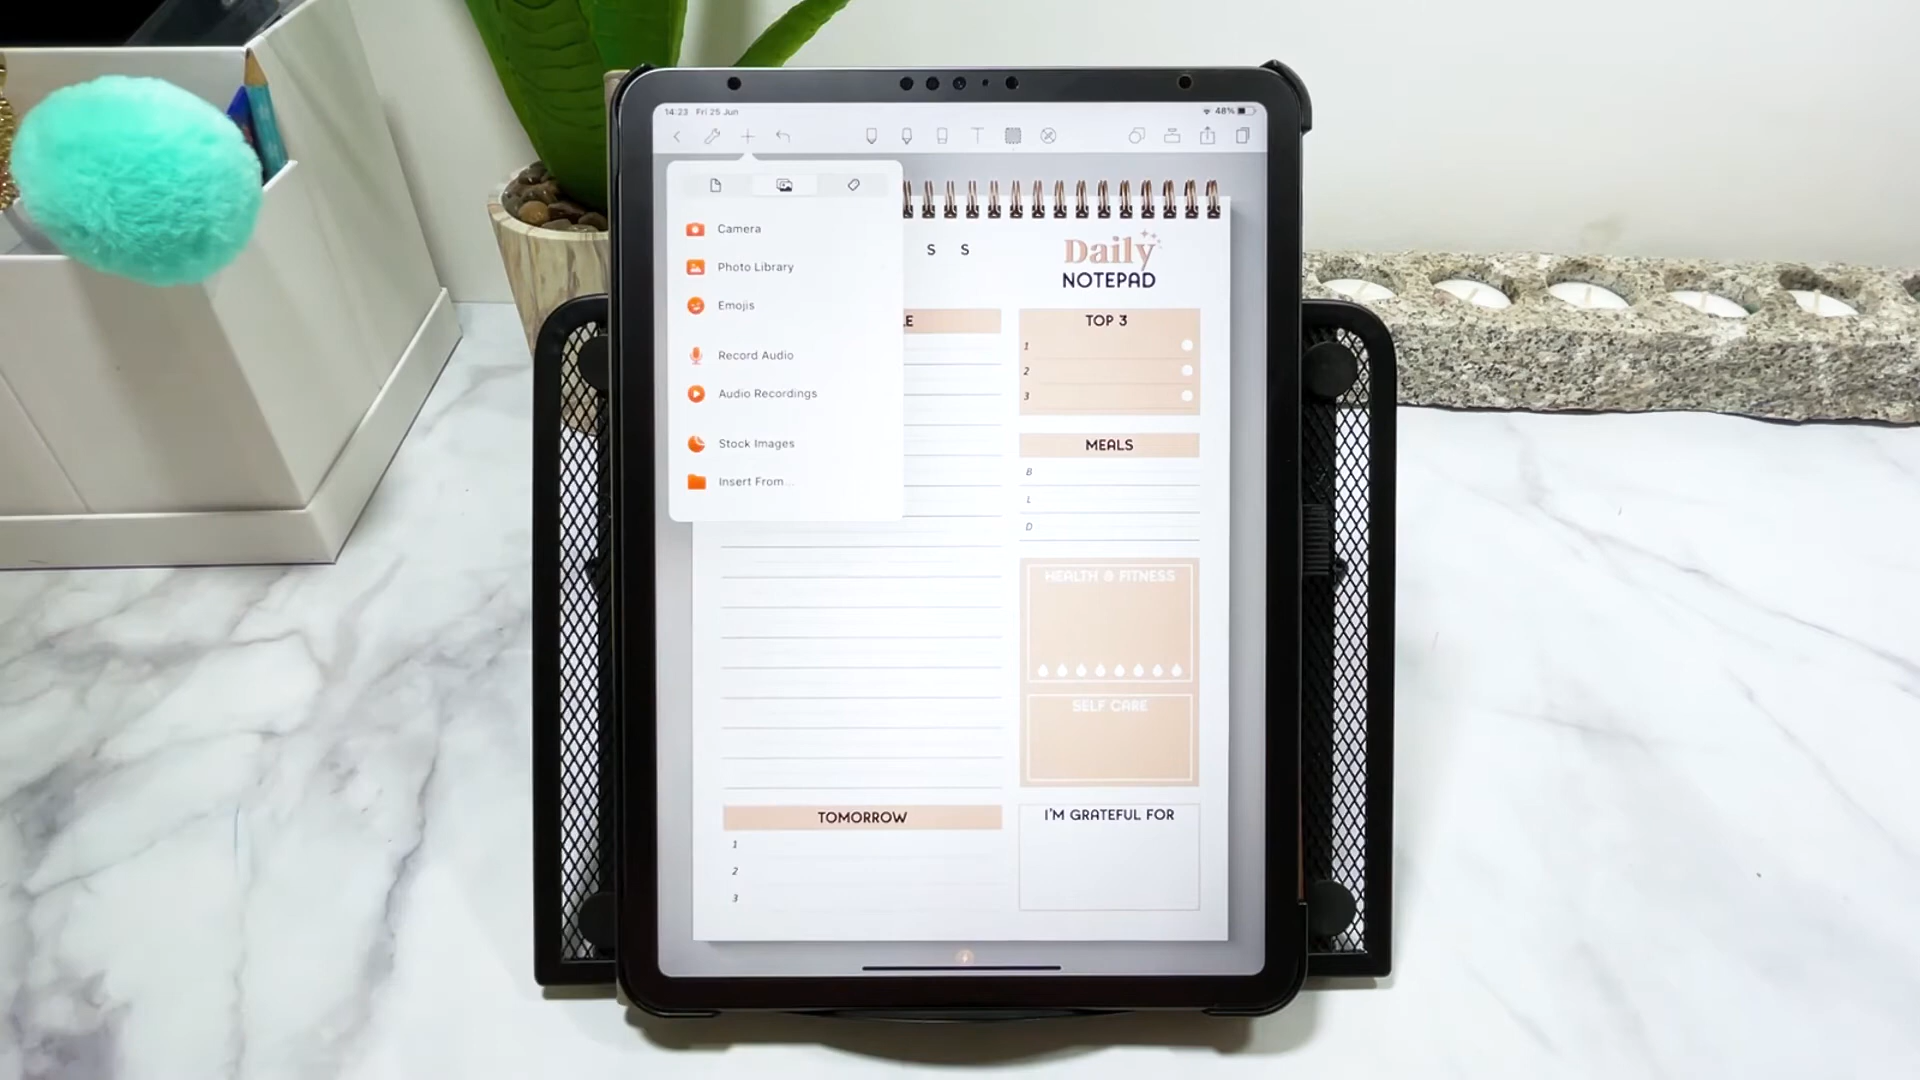 14:23 Fri 25 Jun
48%
Camera
Photo Library
Emojis
Record Audio
Audio Recordings
Stock Images
Insert From...
S S
Daily
NOTEPAD
LE
TOP 3
1
2
3
MEALS
B
L
D
HEALTH @ FITNESS
SELF CARE
TOMORROW
1
2
3
I'M GRATEFUL FOR